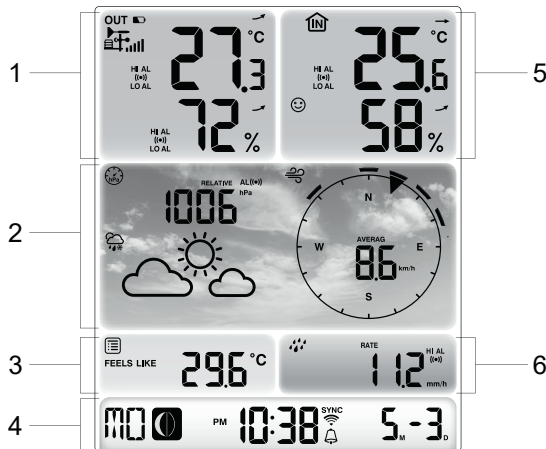 1
OUT
HI AL
LO AL
27.3 °C
HI AL
LO AL
72 %
IN
HI AL
LO AL
25.6 °C
58 %
5
2
hPa
RELATIVE AL
1006 hPa
N
W E
S
AVERAG
8.6 km/h
3
FEELS LIKE 29.6 °C
RATE
11.2 mm/h
HI AL
6
4
MO PM 10:38 SYNC 5 M - 3 D